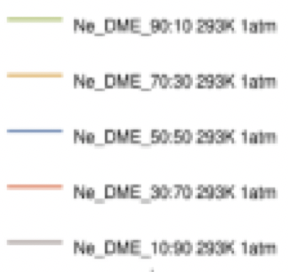 Ne_DME_90:10 293K 1atm
Ne_DME_70:30 293K 1atm
Ne_DME_50:50 293K 1atm
Ne_DME_30:70 293K 1atm
Ne_DME_10:90 293K 1atm